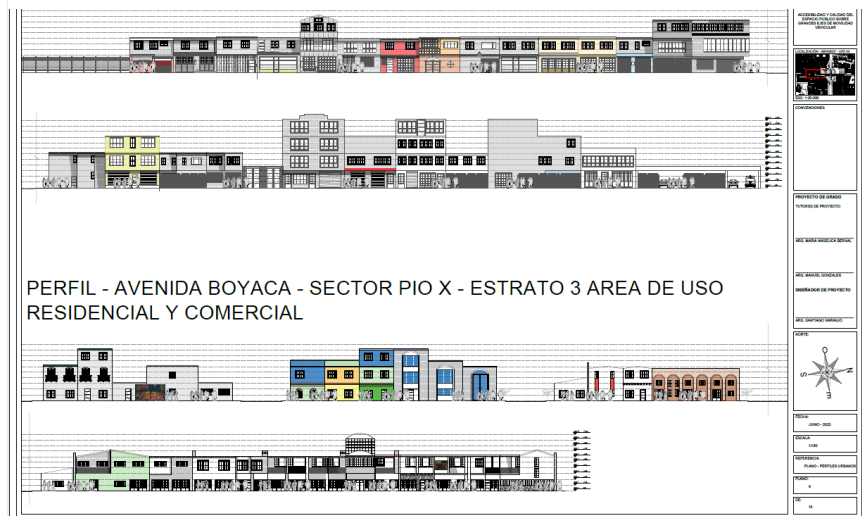 ACCESIBILIDAD Y CALIDAD DEL
ESPACIO PUBLICO SOBRE
GRANDES EJES DE MOVILIDAD
VEHICULAR
CONVENCIONES
PROYECTO DE GRADO
TUTORES DE PROYECTO:
ARQ. MARIA ANGELICA BERNAL
ARQ. MANUEL GONZALES
DISEÑADOR DE PROYECTO
ARQ. SANTIAGO NARANJO
NORTE:
O
S
N
E
FECHA:
JUNIO - 2020
ESCALA:
1/150
REFERENCIA:
PLANO - PERFILES URBANOS
PLANO:
DE:
PERFIL - AVENIDA BOYACA - SECTOR PIO X - ESTRATO 3 AREA DE USO
RESIDENCIAL Y COMERCIAL